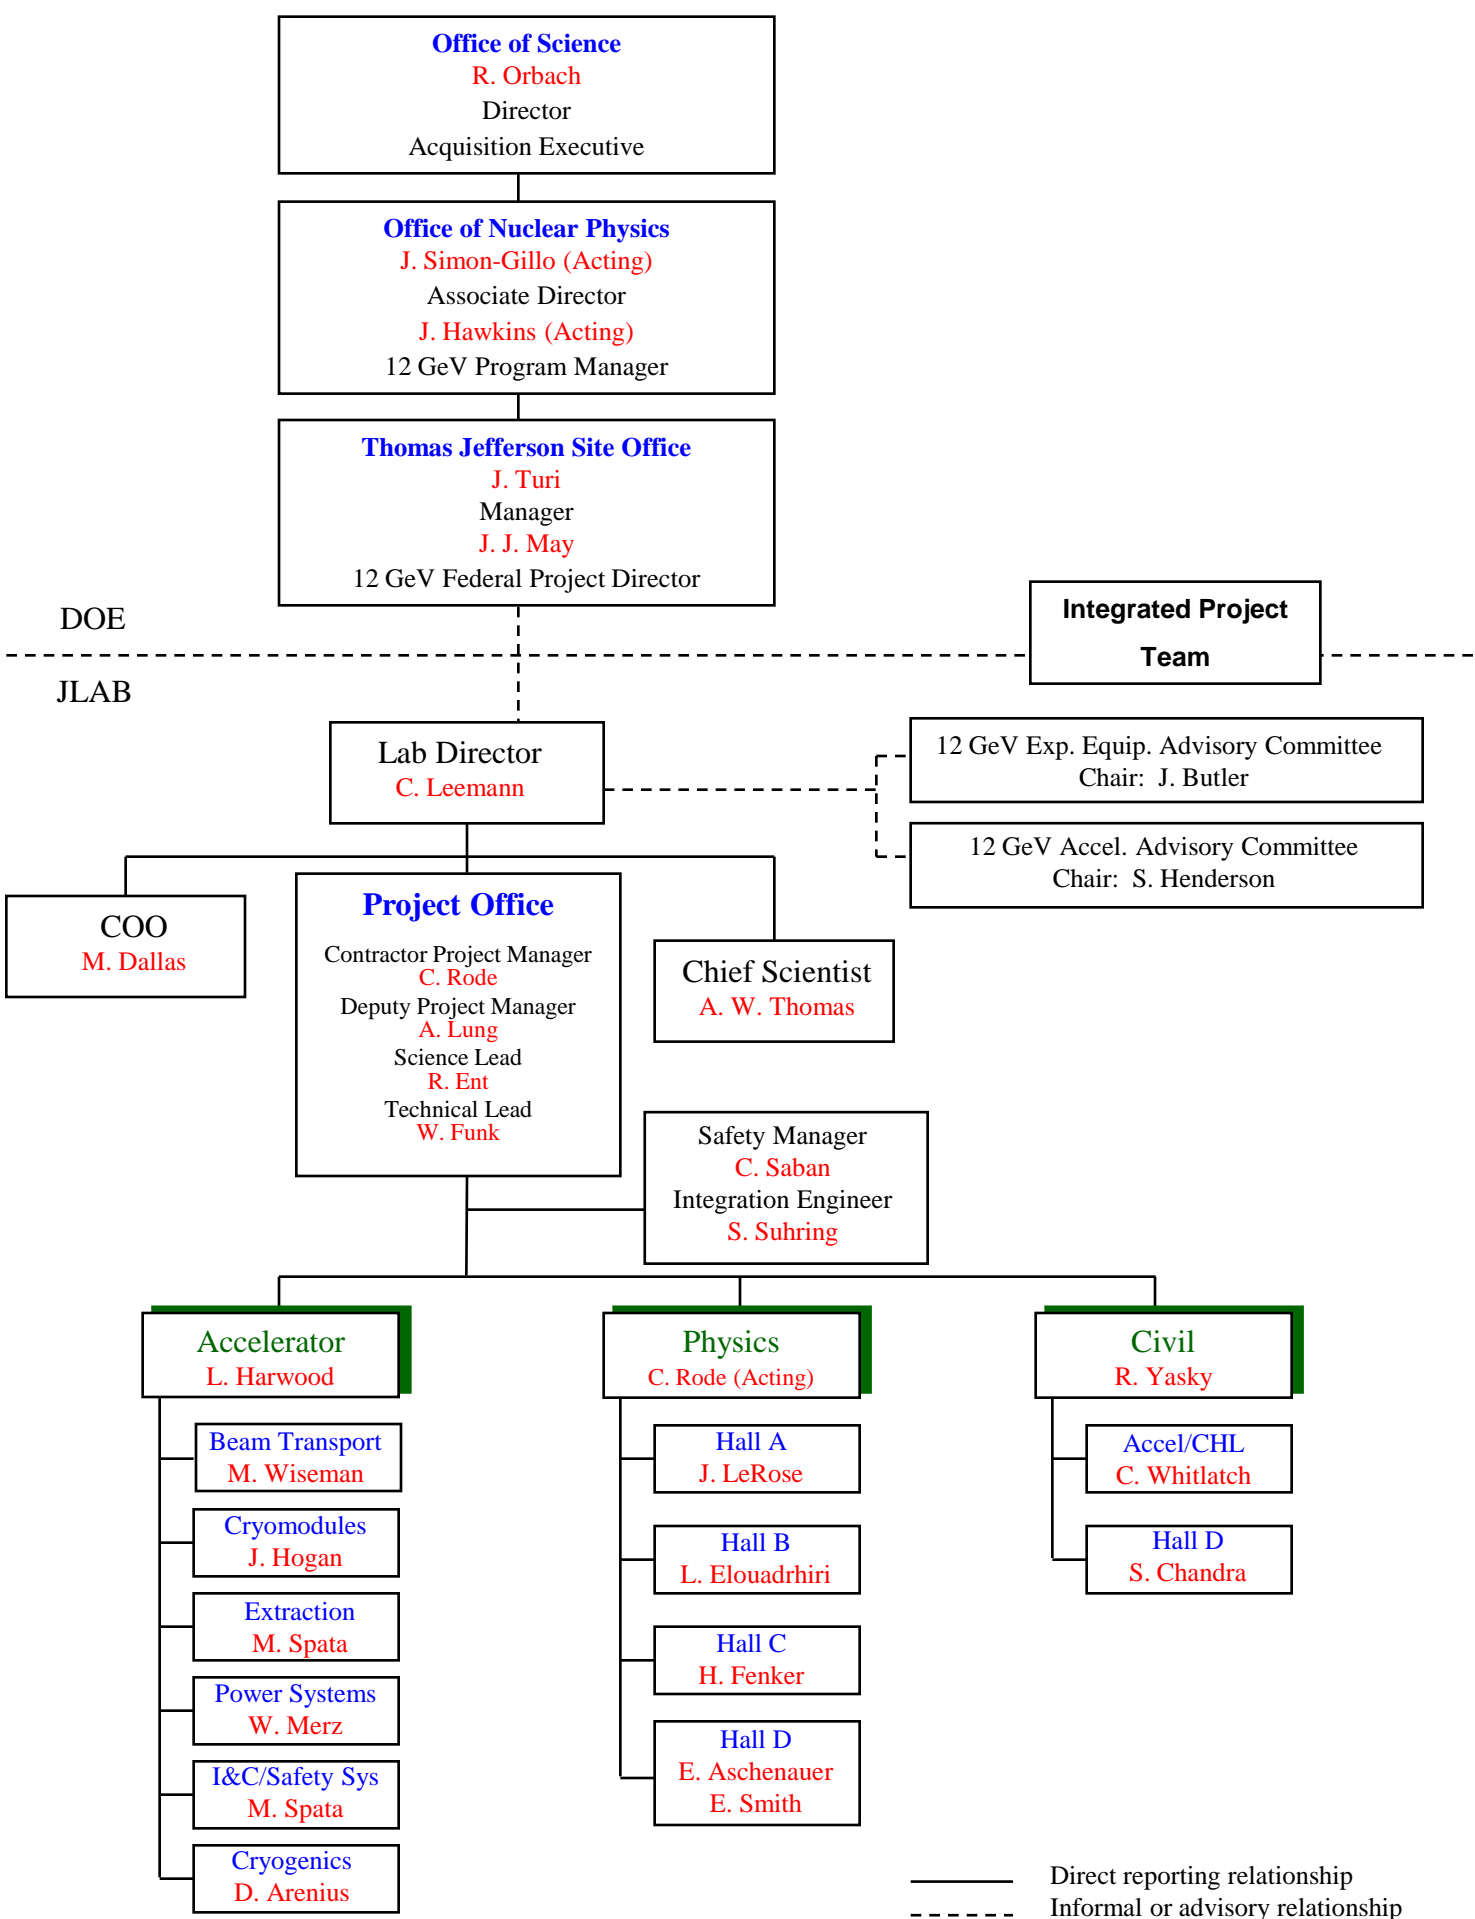 Office of Science
R. Orbach
Director
Acquisition Executive
Office of Nuclear Physics
J. Simon-Gillo (Acting)
Associate Director
J. Hawkins (Acting)
12 GeV Program Manager
Thomas Jefferson Site Office
J. Turi
Manager
J. J. May
12 GeV Federal Project Director
DOE
Integrated Project
Team
JLAB
Lab Director
C. Leemann
12 GeV Exp. Equip. Advisory Committee
Chair: J. Butler
12 GeV Accel. Advisory Committee
Chair: S. Henderson
COO
M. Dallas
Project Office
Contractor Project Manager
C. Rode
Deputy Project Manager
A. Lung
Science Lead
R. Ent
Technical Lead
W. Funk
Chief Scientist
A. W. Thomas
Safety Manager
C. Saban
Integration Engineer
S. Suhring
Accelerator
L. Harwood
Beam Transport
M. Wiseman
Cryomodules
J. Hogan
Extraction
M. Spata
Power Systems
W. Merz
I&C/Safety Sys
M. Spata
Cryogenics
D. Arenius
Physics
C. Rode (Acting)
Hall A
J. LeRose
Hall B
L. Elouadrhiri
Hall C
H. Fenker
Hall D
E. Aschenauer
E. Smith
Civil
R. Yasky
Accel/CHL
C. Whitlatch
Hall D
S. Chandra
Direct reporting relationship
Informal or advisory relationship